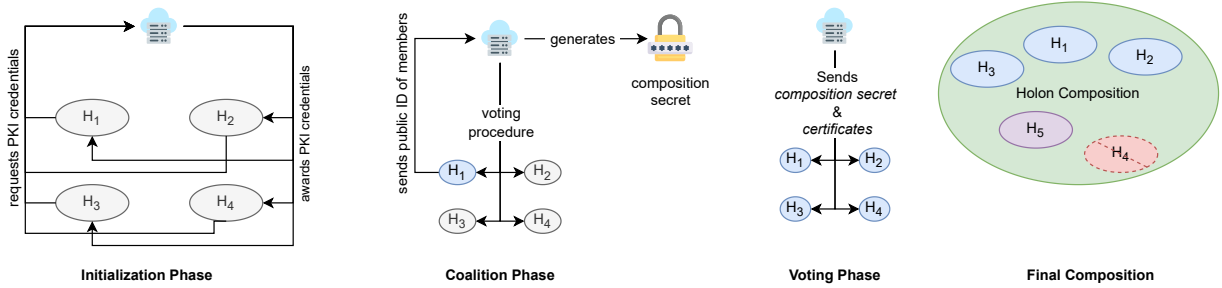 requests PKI credentials
H1
H2
H3
H4
awards PKI credentials
Initialization Phase
sends public ID of members
generates
*****
composition
secret
voting
procedure
H1
H2
H3
H4
Coalition Phase
Sends
composition secret
&
certificates
H1
H2
H3
H4
Voting Phase
H1
H2
H3
Holon Composition
H5
H4
Final Composition